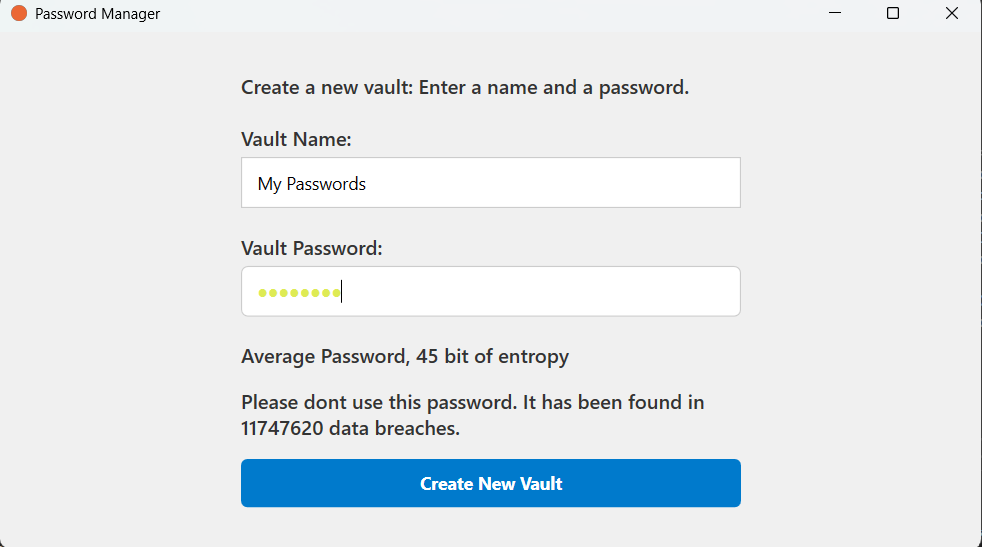 Password Manager
Create a new vault: Enter a name and a password.
Vault Name:
My Passwords
Vault Password:
●●●●●●●●
Average Password, 45 bit of entropy
Please dont use this password. It has been found in
11747620 data breaches.
Create New Vault